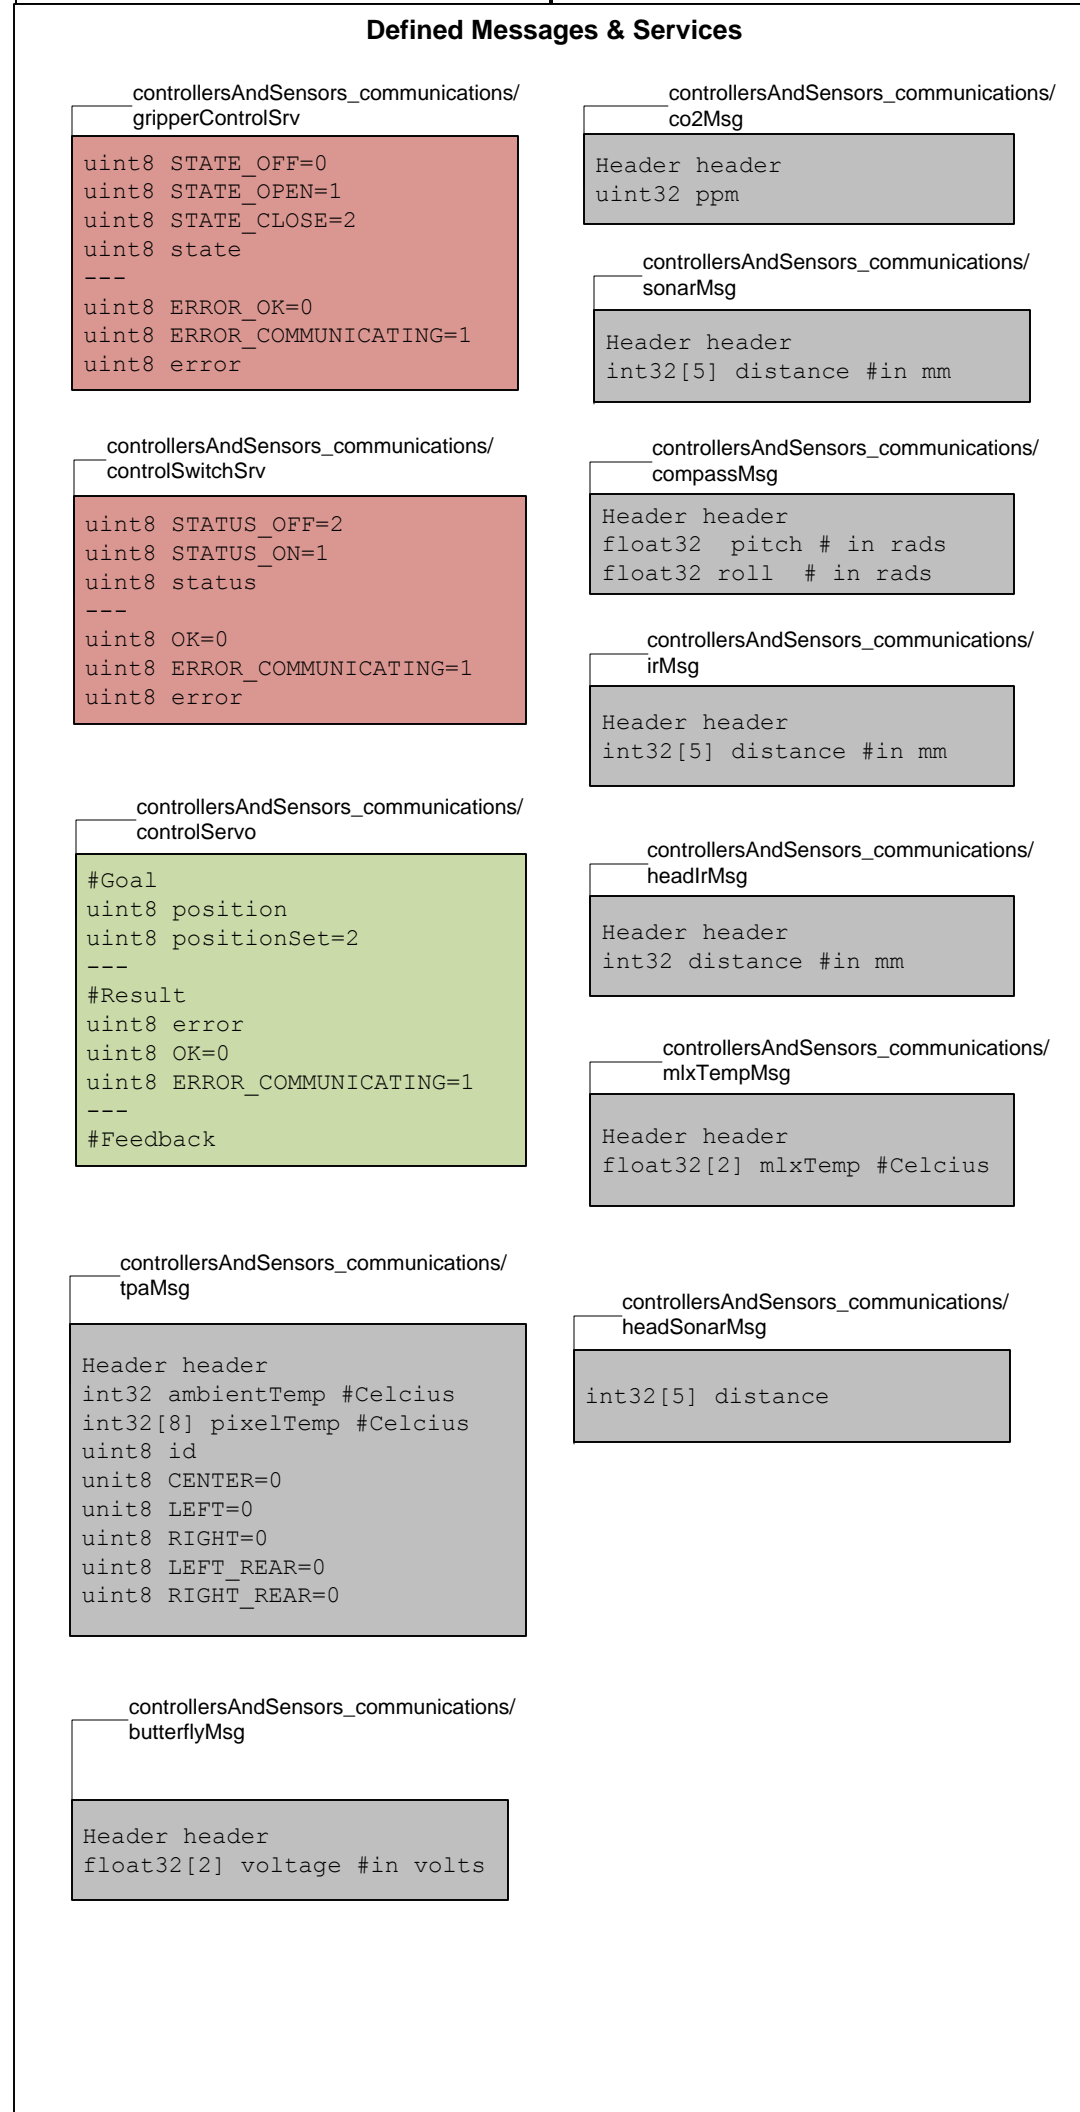 Defined Messages & Services
controllersAndSensors_communications/
gripperControlSrv
uint8 STATE_OFF=0
uint8 STATE_OPEN=1
uint8 STATE_CLOSE=2
uint8 state
---
uint8 ERROR_OK=0
uint8 ERROR_COMMUNICATING=1
uint8 error
controllersAndSensors_communications/
controlSwitchSrv
uint8 STATUS_OFF=2
uint8 STATUS_ON=1
uint8 status
---
uint8 OK=0
uint8 ERROR_COMMUNICATING=1
uint8 error
controllersAndSensors_communications/
controlServo
#Goal
uint8 position
uint8 positionSet=2
---
#Result
uint8 error
uint8 OK=0
uint8 ERROR_COMMUNICATING=1
---
#Feedback
controllersAndSensors_communications/
tpaMsg
Header header
int32 ambientTemp #Celcius
int32[8] pixelTemp #Celcius
uint8 id
unit8 CENTER=0
unit8 LEFT=0
uint8 RIGHT=0
uint8 LEFT_REAR=0
uint8 RIGHT_REAR=0
controllersAndSensors_communications/
butterflyMsg
Header header
float32[2] voltage #in volts
controllersAndSensors_communications/
co2Msg
Header header
uint32 ppm
controllersAndSensors_communications/
sonarMsg
Header header
int32[5] distance #in mm
controllersAndSensors_communications/
compassMsg
Header header
float32  pitch # in rads
float32 roll  # in rads
controllersAndSensors_communications/
irMsg
Header header
int32[5] distance #in mm
controllersAndSensors_communications/
headIrMsg
Header header
int32 distance #in mm
controllersAndSensors_communications/
mlxTempMsg
Header header
float32[2] mlxTemp #Celcius
controllersAndSensors_communications/
headSonarMsg
int32[5] distance